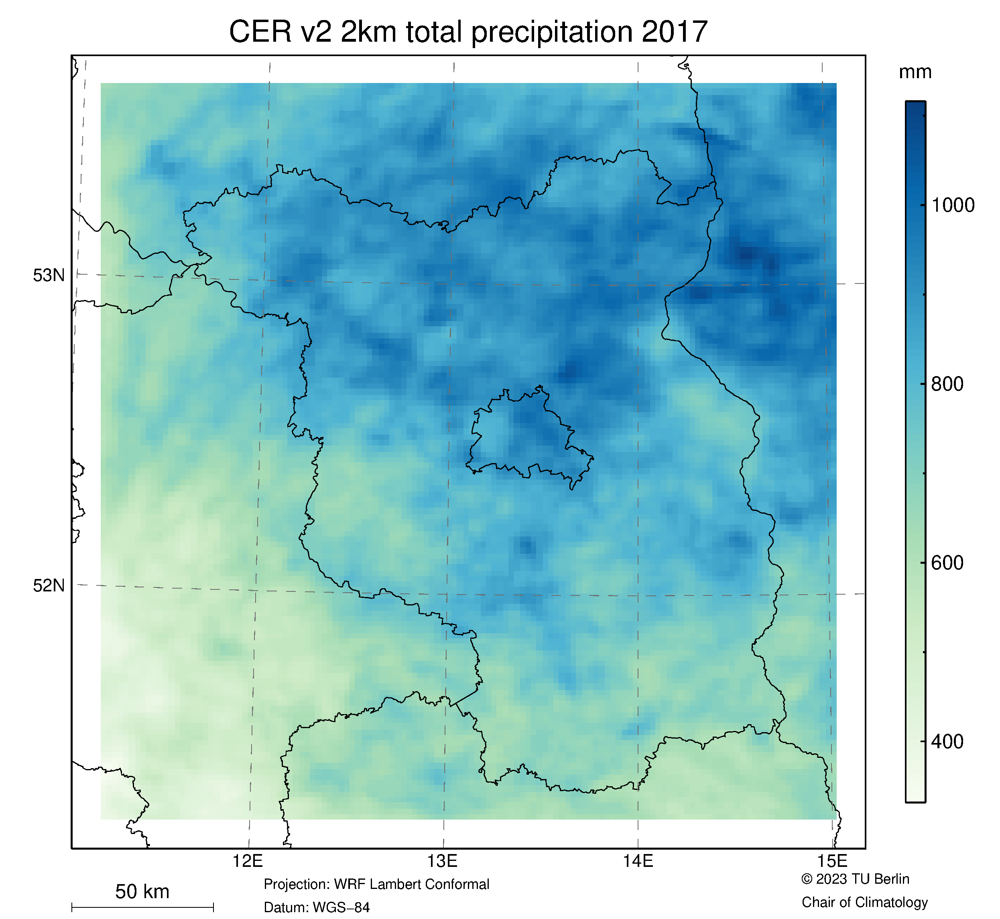 CER v2 2km total precipitation 2017
mm
1000
800
600
400
53N
52N
12E
13E
14E
15E
50 km
Projection: WRF Lambert Conformal
Datum: WGS−84
© 2023 TU Berlin
Chair of Climatology